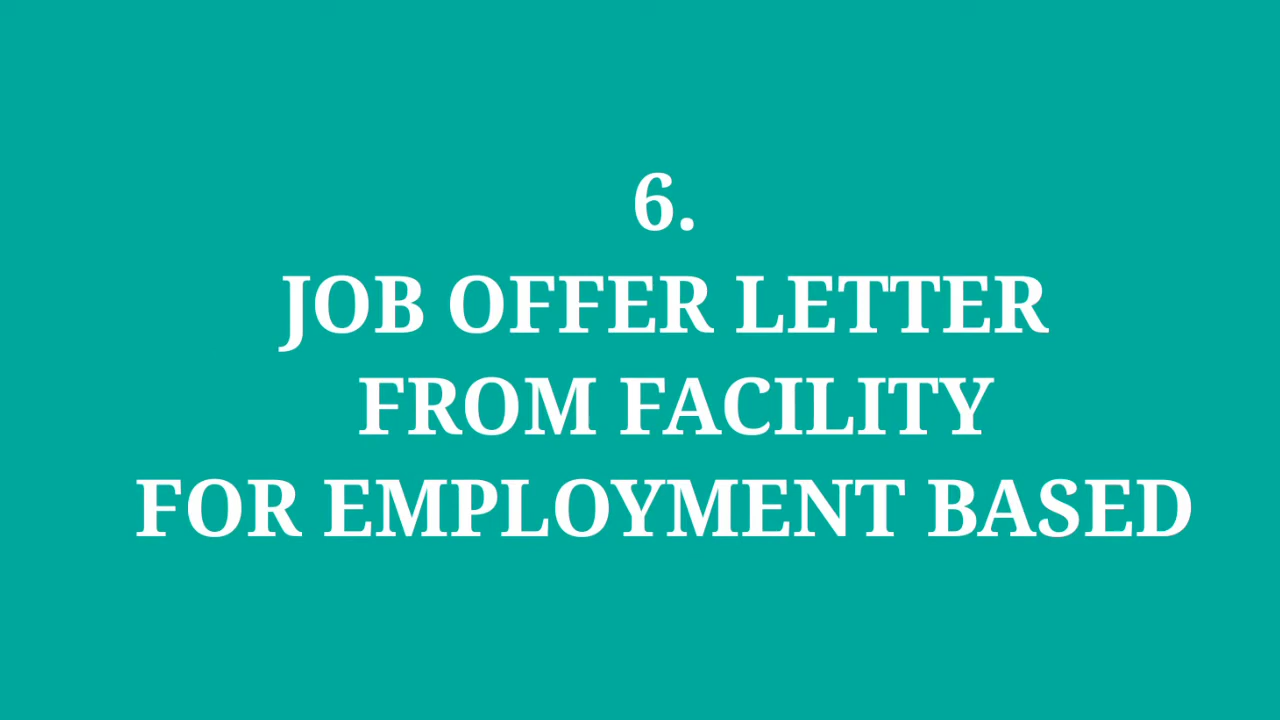 6.
JOB OFFER LETTER
FROM FACILITY
FOR EMPLOYMENT BASED